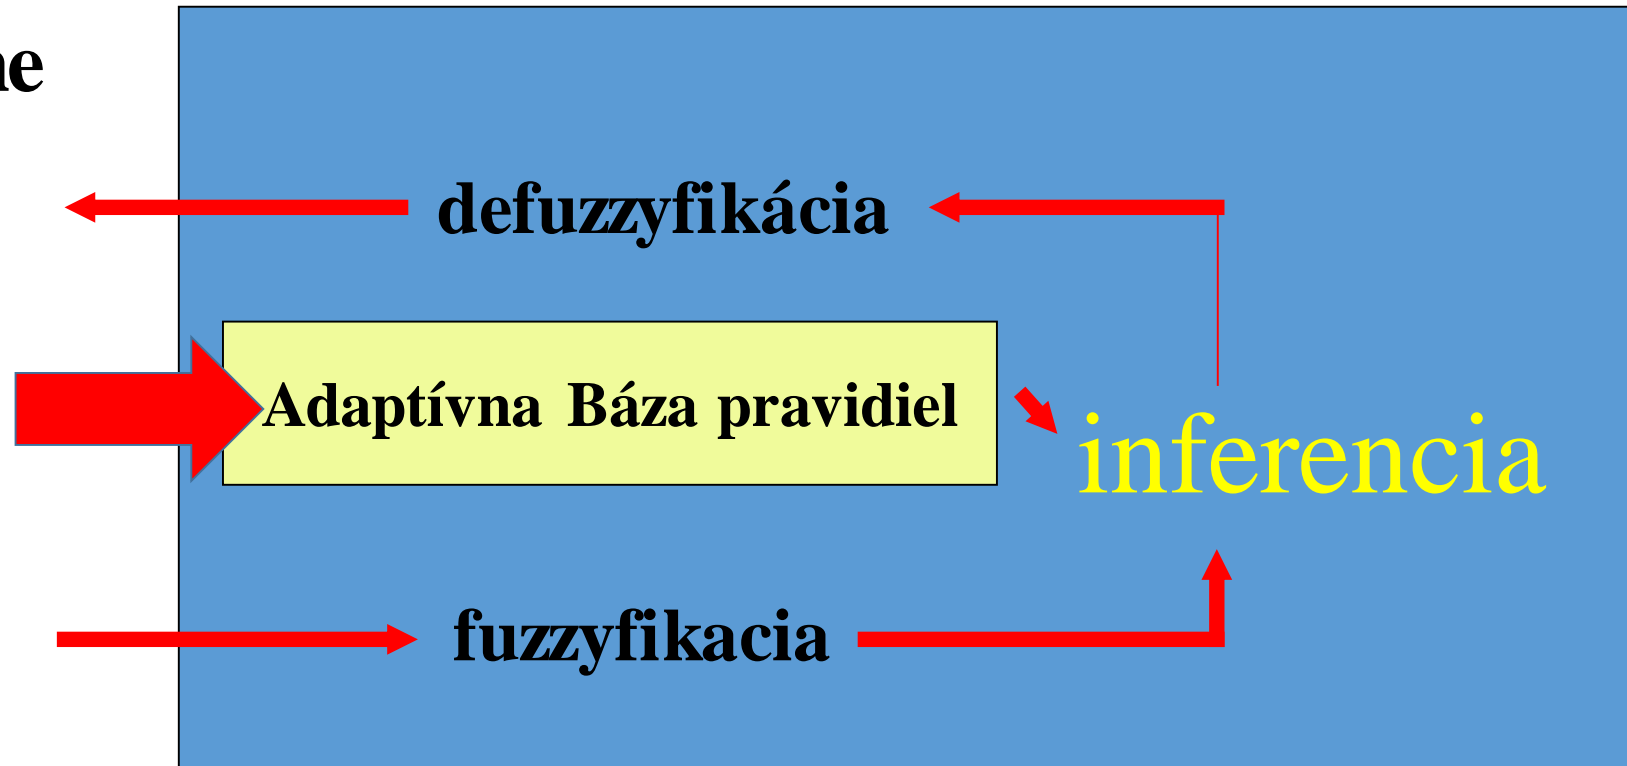 defuzzyfikácia
Adaptívna Báza pravidiel
inferencia
fuzzyfikacia